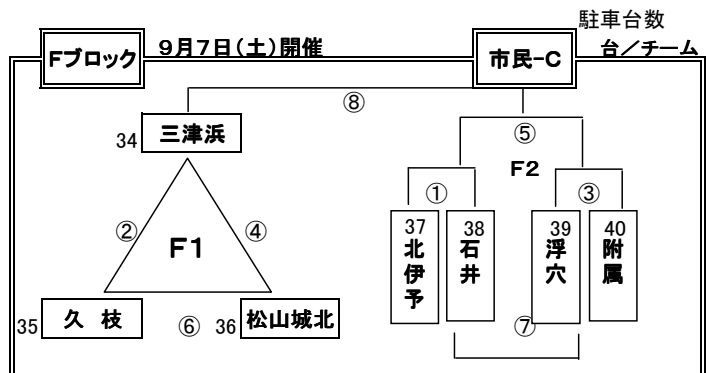 駐車台数
Fブロック 9月7日(土)開催 市民-C 台/チーム
⑧
34 三津浜
⑤
F2
① ③
② F1 ④
37 北伊予
38 石井
39 浮穴
40 附属
35 久枝
⑥
36 松山城北
⑦